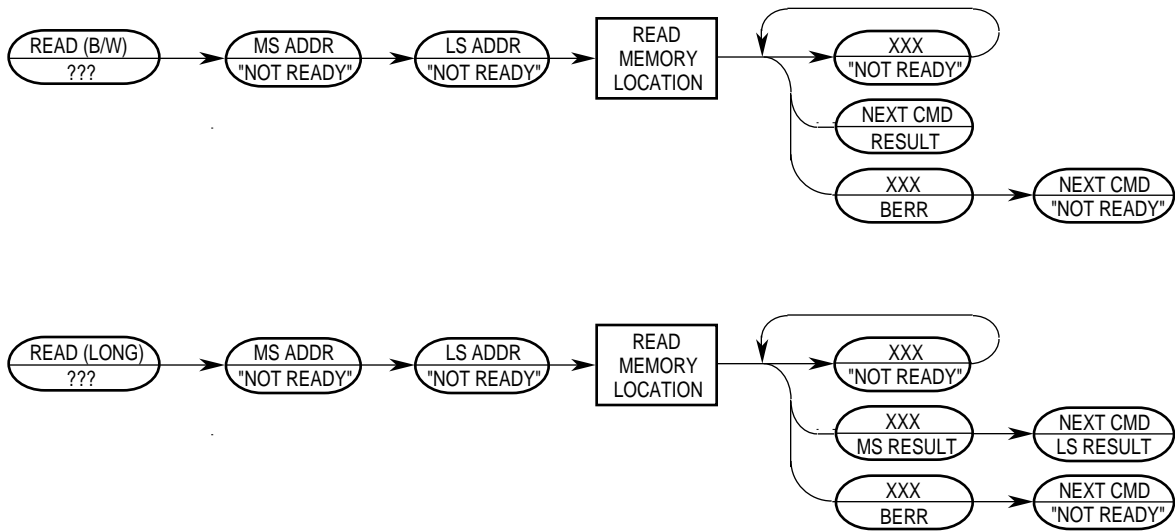 READ (B/W)
???
MS ADDR
"NOT READY"
LS ADDR
"NOT READY"
READ
MEMORY
LOCATION
XXX
"NOT READY"
NEXT CMD
RESULT
XXX
BERR
NEXT CMD
"NOT READY"
READ (LONG)
???
MS ADDR
"NOT READY"
LS ADDR
"NOT READY"
READ
MEMORY
LOCATION
XXX
"NOT READY"
XXX
MS RESULT
NEXT CMD
LS RESULT
XXX
BERR
NEXT CMD
"NOT READY"